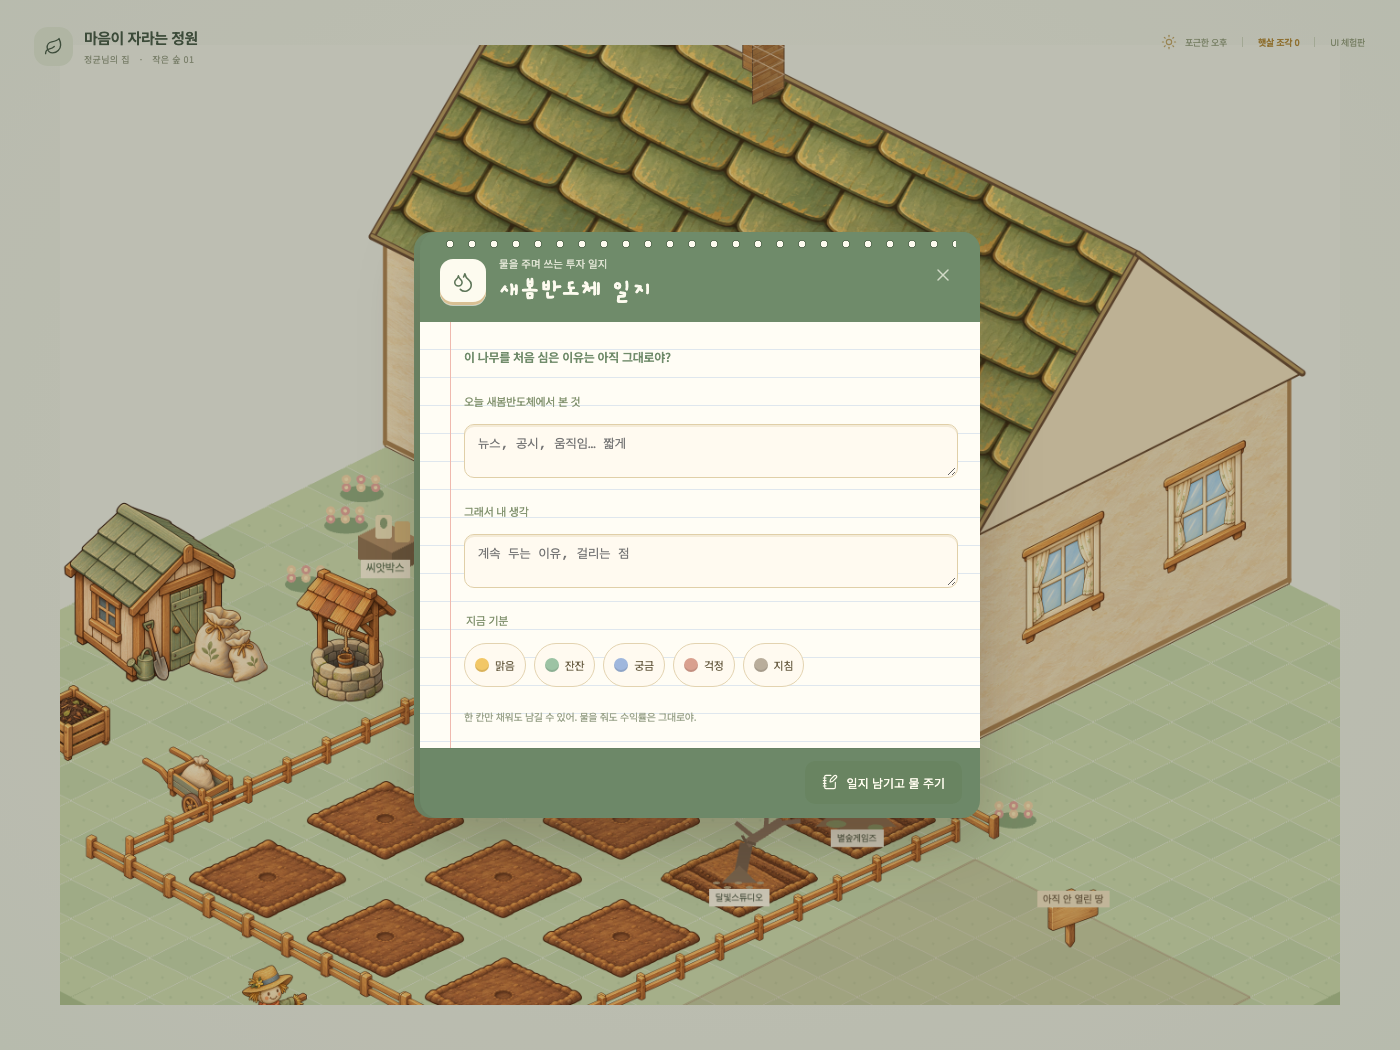 마음이 자라는 정원
정균님의 집 · 작은 숲 01
포근한 오후
햇살 조각 0
UI 체험판
물을 주며 쓰는 투자 일지
새봄반도체 일지
이 나무를 처음 심은 이유는 아직 그대로야?
오늘 새봄반도체에서 본 것
뉴스, 공시, 움직임… 짧게
그래서 내 생각
계속 두는 이유, 걸리는 점
지금 기분
맑음
잔잔
궁금
걱정
지침
한 칸만 채워도 남길 수 있어. 물을 줘도 수익률은 그대로야.
일지 남기고 물 주기
씨앗박스
별숲게임즈
달빛스튜디오
아직 안 열린 땅